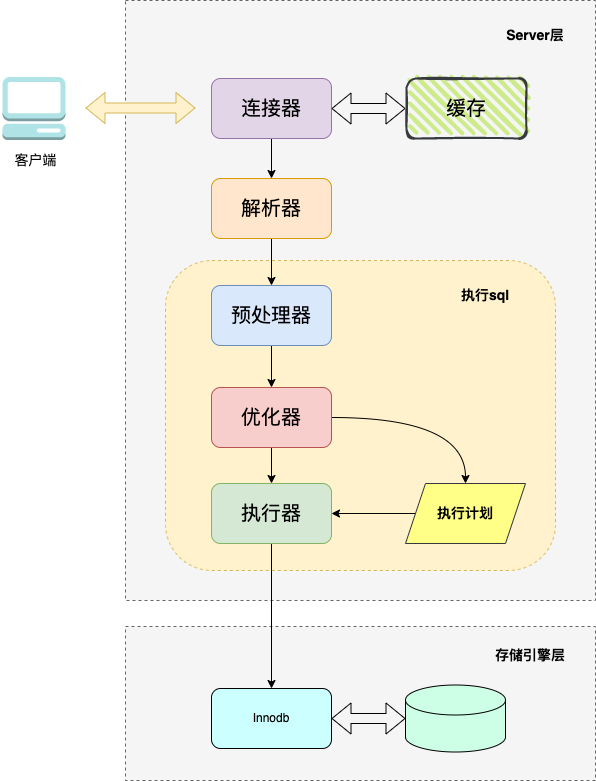 Server层
连接器
缓存
客户端
解析器
执行sql
预处理器
优化器
执行器
执行计划
存储引擎层
Innodb